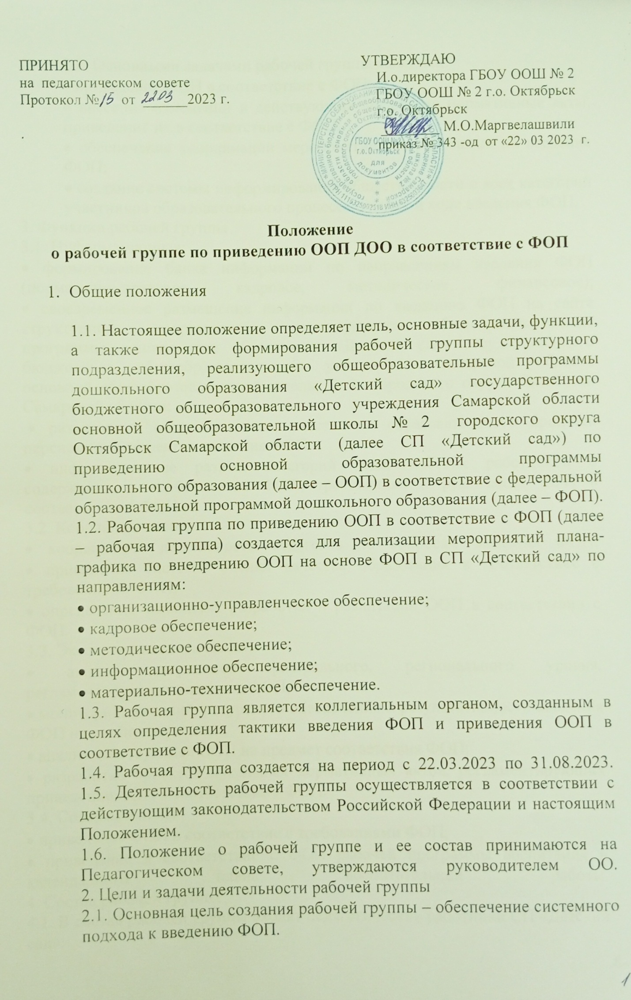 ПРИНЯТО
на педагогическом совете
Протокол № 15 от 2203 2023 г.
УТВЕРЖДАЮ
И.о.директора ГБОУ ООШ № 2
ГБОУ ООШ № 2 г.о. Октябрьск
г.о. Октябрьск
М.О.Маргвелашвили
приказ № 343 -од от «22» 03 2023 г.
ГБОУ ООШ №2
г.о. Октябрьск
для
документов
ОГРН 1116325002518 ИНН 6325003647
Положение
о рабочей группе по приведению ООП ДОО в соответствие с ФОП
1. Общие положения
1.1. Настоящее положение определяет цель, основные задачи, функции,
а также порядок формирования рабочей группы структурного
подразделения, реализующего общеобразовательные программы
дошкольного образования «Детский сад» государственного
бюджетного общеобразовательного учреждения Самарской области
основной общеобразовательной школы № 2 городского округа
Октябрьск Самарской области (далее СП «Детский сад») по
приведению основной образовательной программы
дошкольного образования (далее – ООП) в соответствие с федеральной
образовательной программой дошкольного образования (далее – ФОП).
1.2. Рабочая группа по приведению ООП в соответствие с ФОП (далее
– рабочая группа) создается для реализации мероприятий плана-
графика по внедрению ООП на основе ФОП в СП «Детский сад» по
направлениям:
• организационно-управленческое обеспечение;
• кадровое обеспечение;
• методическое обеспечение;
• информационное обеспечение;
• материально-техническое обеспечение.
1.3. Рабочая группа является коллегиальным органом, созданным в
целях определения тактики введения ФОП и приведения ООП в
соответствие с ФОП.
1.4. Рабочая группа создается на период с 22.03.2023 по 31.08.2023.
1.5. Деятельность рабочей группы осуществляется в соответствии с
действующим законодательством Российской Федерации и настоящим
Положением.
1.6. Положение о рабочей группе и ее состав принимаются на
Педагогическом совете, утверждаются руководителем ОО.
2. Цели и задачи деятельности рабочей группы
2.1. Основная цель создания рабочей группы – обеспечение системного
подхода к введению ФОП.
1